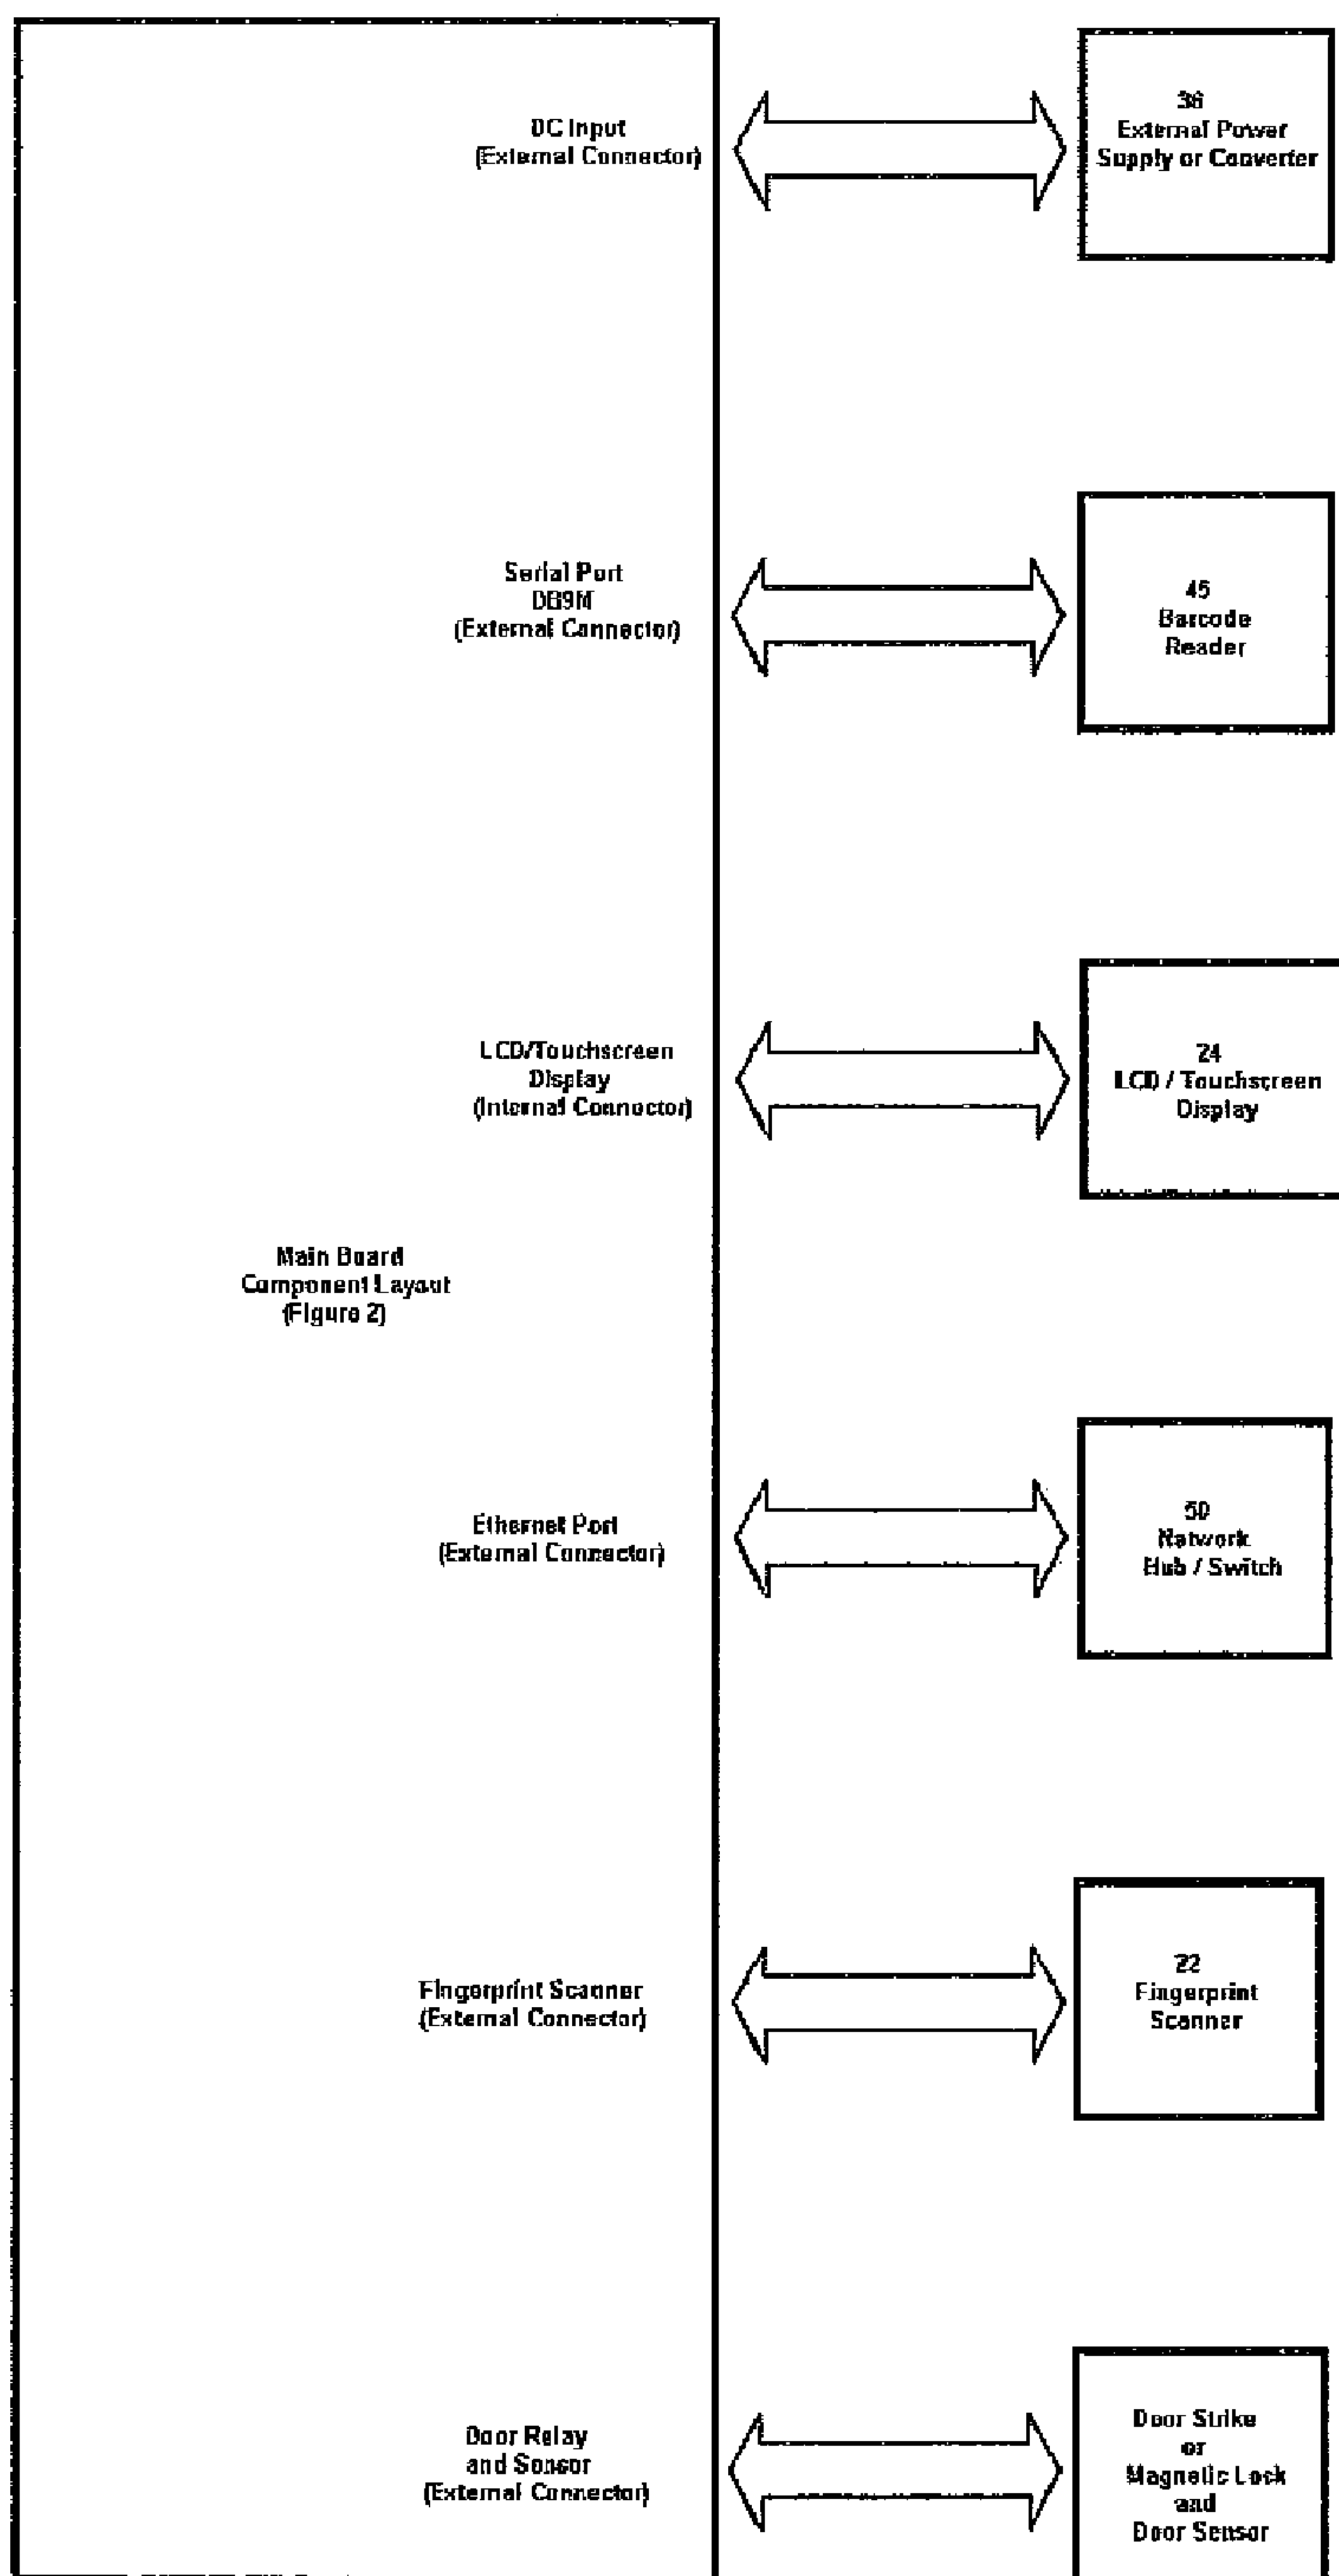 DC Input
(External Connector)
36
External Power
Supply or Converter
Serial Port
DB9M
(External Connector)
45
Barcode
Reader
LCD/Touchscreen
Display
(Internal Connector)
24
LCD / Touchscreen
Display
Main Board
Component Layout
(Figure 2)
Ethernet Port
(External Connector)
50
Network
Hub / Switch
Fingerprint Scanner
(External Connector)
22
Fingerprint
Scanner
Door Relay
and Sensor
(External Connector)
Door Strike
or
Magnetic Lock
and
Door Sensor